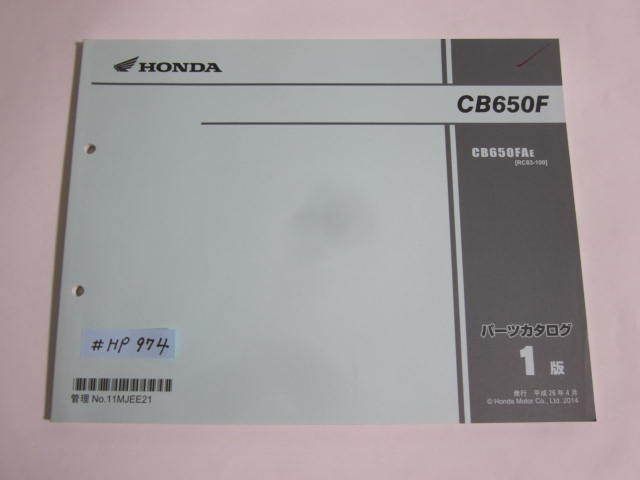 HONDA
CB650F
CB650FAE
[RC83-100]
パーツカタログ
1版
#HP 974
管理 No.11MJEE21
発行 平成26年4月
© Honda Motor Co., Ltd. 2014